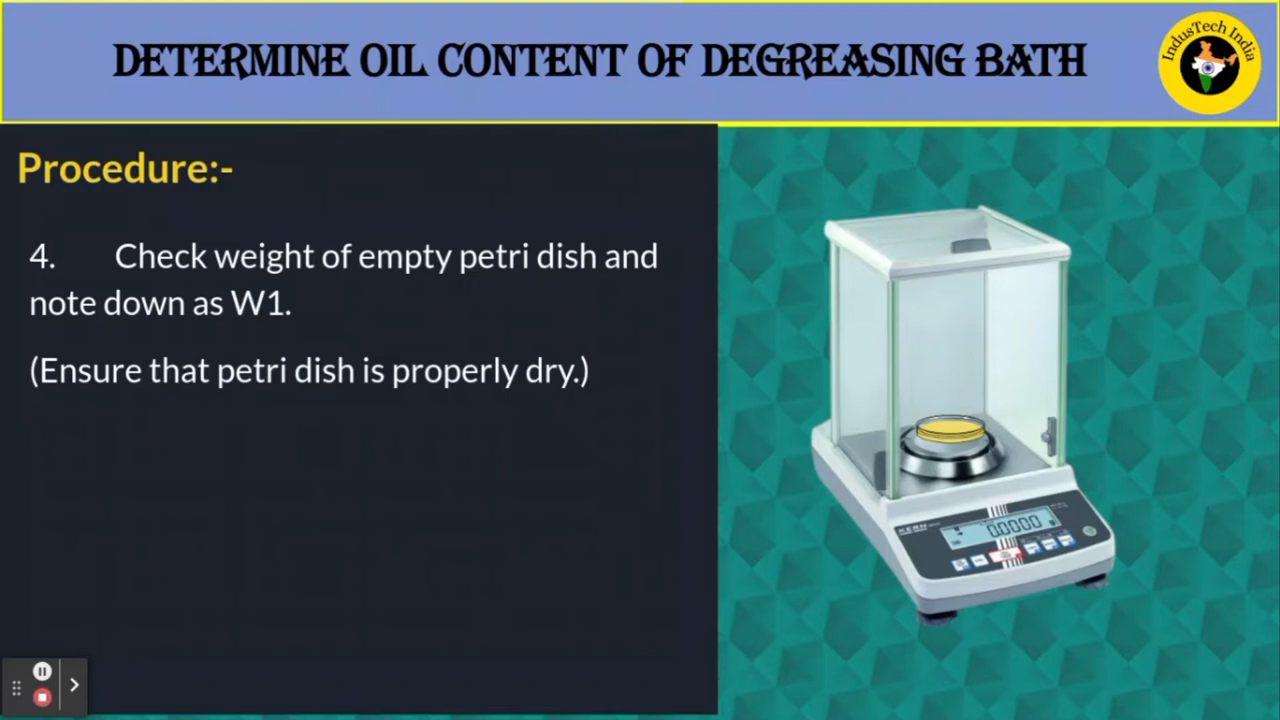 DETERMINE OIL CONTENT OF DEGREASING BATH
IndusTech India
Procedure:-
4. Check weight of empty petri dish and
note down as W1.
(Ensure that petri dish is properly dry.)
KERN
0.0000